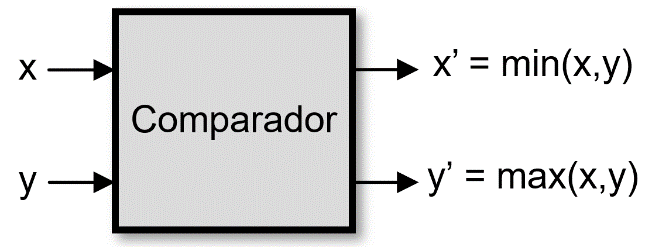 x
x’ = min(x,y)
Comparador
y
y’ = max(x,y)